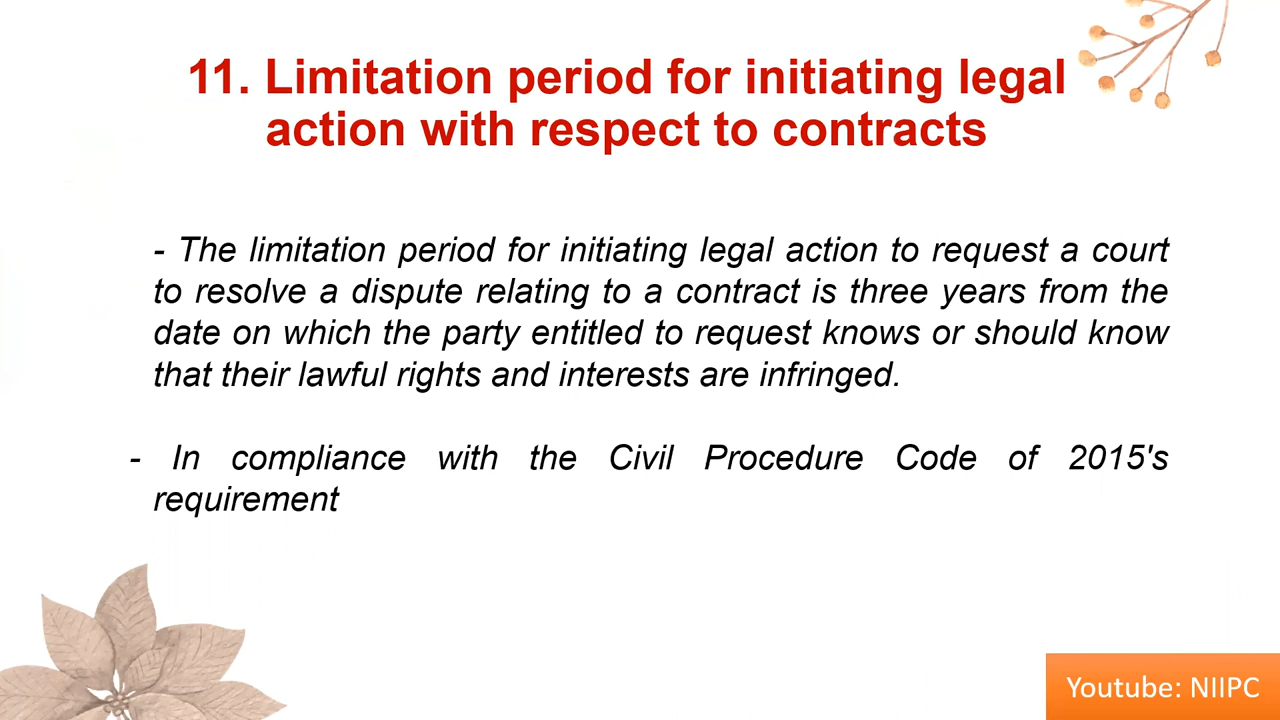 11. Limitation period for initiating legal
action with respect to contracts
- The limitation period for initiating legal action to request a court
to resolve a dispute relating to a contract is three years from the
date on which the party entitled to request knows or should know
that their lawful rights and interests are infringed.
- In compliance with the Civil Procedure Code of 2015's
requirement
Youtube: NIIPC